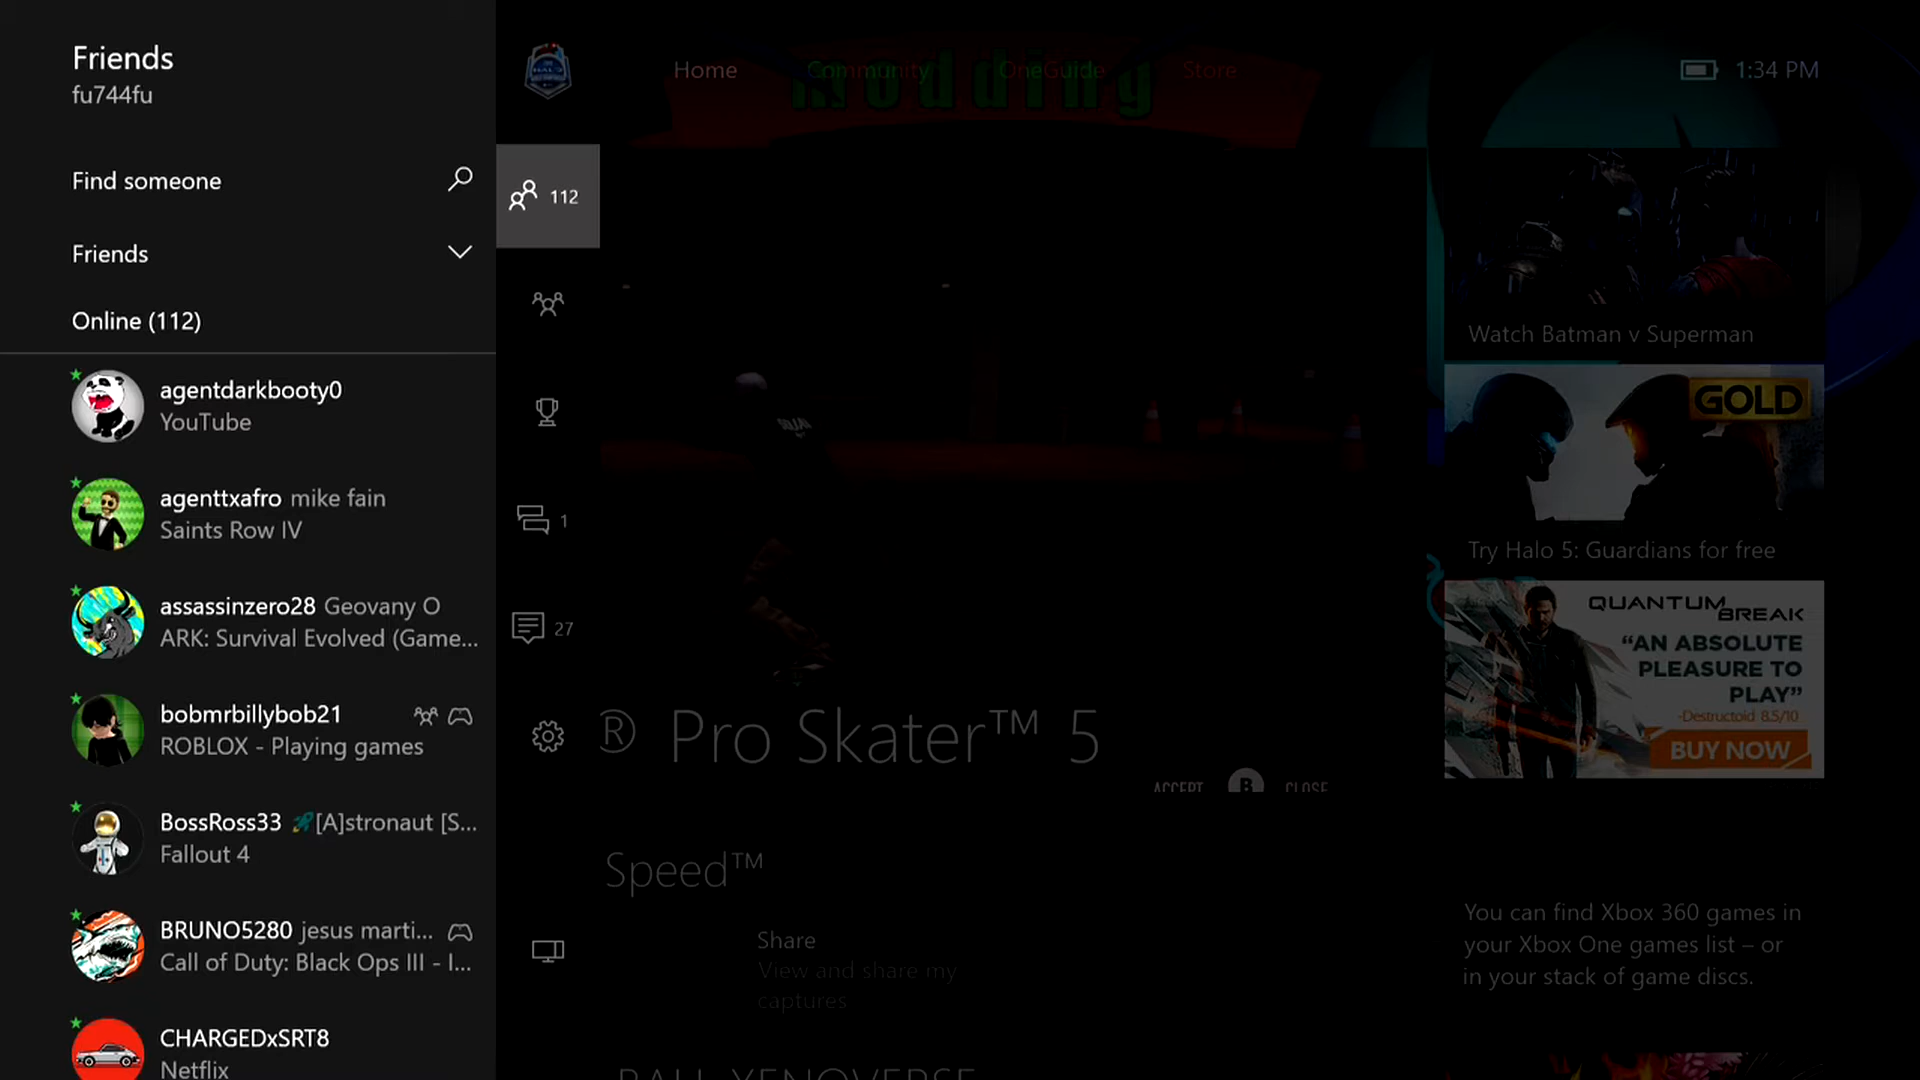 Friends
fu744fu
Find someone
Friends
Online (112)
agentdarkbooty0
YouTube
agenttxafro mike fain
Saints Row IV
assassinzero28 Geovany O
ARK: Survival Evolved (Game...
bobmrbillybob21
ROBLOX - Playing games
BossRoss33 🚀[A]stronaut [S...
Fallout 4
BRUNO5280 jesus marti...
Call of Duty: Black Ops III - I...
CHARGEDxSRT8
Netflix
112
1
27
Home Community OneGuide Store
1:34 PM
modding
® Pro Skater™ 5
ACCEPT B CLOSE
Speed™
Share
View and share my
captures
BALL XENOVERSE
Watch Batman v Superman
GOLD
Try Halo 5: Guardians for free
QUANTUM BREAK
“AN ABSOLUTE
PLEASURE TO
PLAY”
-Destructoid 8.5/10
BUY NOW
You can find Xbox 360 games in
your Xbox One games list – or
in your stack of game discs.